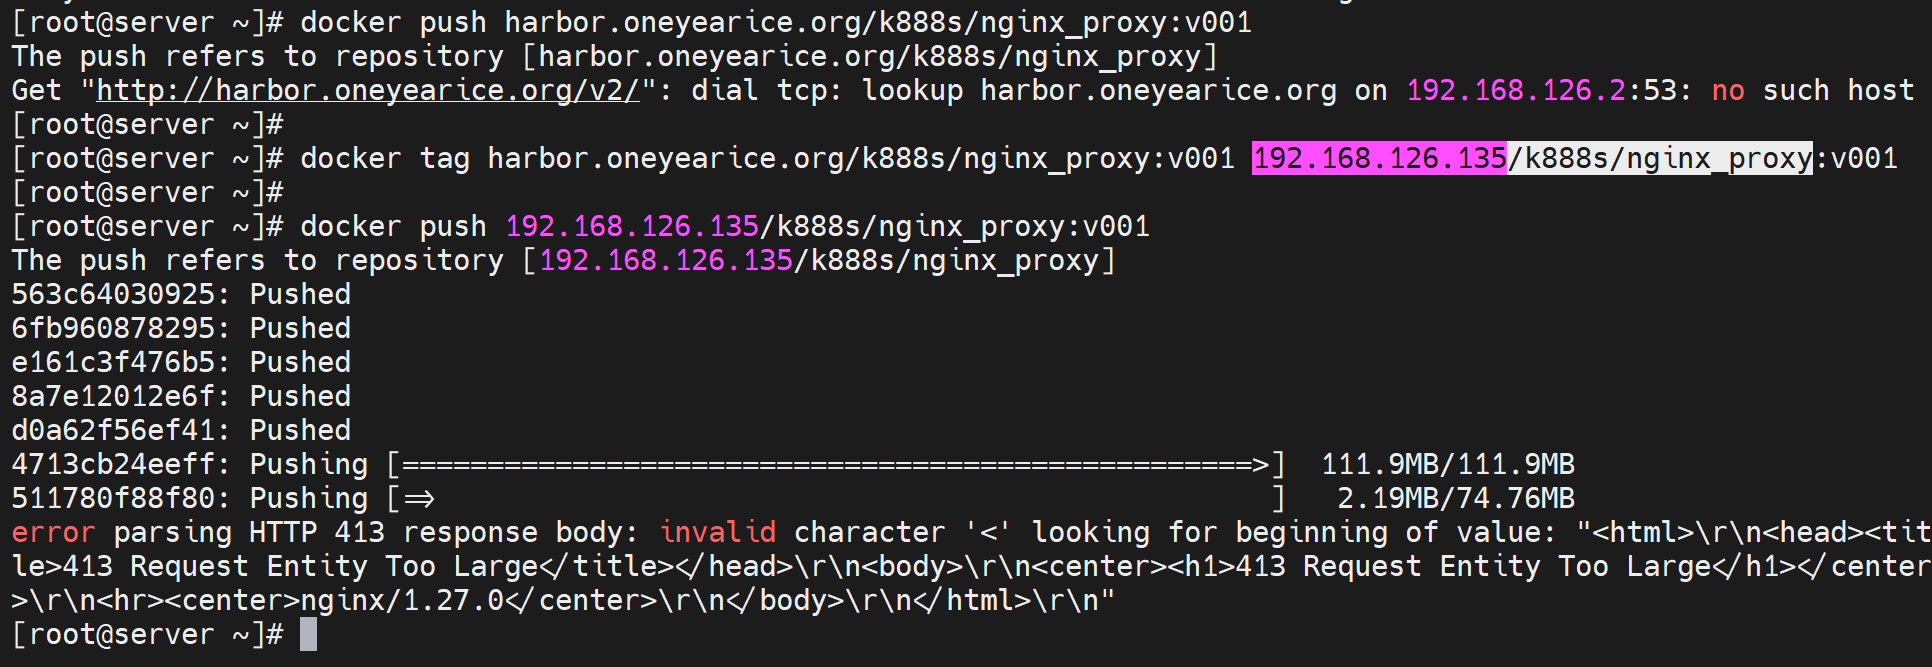 [root@server ~]# docker push harbor.oneyearice.org/k888s/nginx_proxy:v001
The push refers to repository [harbor.oneyearice.org/k888s/nginx_proxy]
Get "http://harbor.oneyearice.org/v2/": dial tcp: lookup harbor.oneyearice.org on 192.168.126.2:53: no such host
[root@server ~]#
[root@server ~]# docker tag harbor.oneyearice.org/k888s/nginx_proxy:v001 192.168.126.135/k888s/nginx_proxy:v001
[root@server ~]#
[root@server ~]# docker push 192.168.126.135/k888s/nginx_proxy:v001
The push refers to repository [192.168.126.135/k888s/nginx_proxy]
563c64030925: Pushed
6fb960878295: Pushed
e161c3f476b5: Pushed
8a7e12012e6f: Pushed
d0a62f56ef41: Pushed
4713cb24eeff: Pushing [==================================================>]  111.9MB/111.9MB
511780f88f80: Pushing [=>                                                 ]   2.19MB/74.76MB
error parsing HTTP 413 response body: invalid character '<' looking for beginning of value: "<html>\r\n<head><tit
le>413 Request Entity Too Large</title></head>\r\n<body>\r\n<center><h1>413 Request Entity Too Large</h1></center
>\r\n<hr><center>nginx/1.27.0</center>\r\n</body>\r\n</html>\r\n"
[root@server ~]#